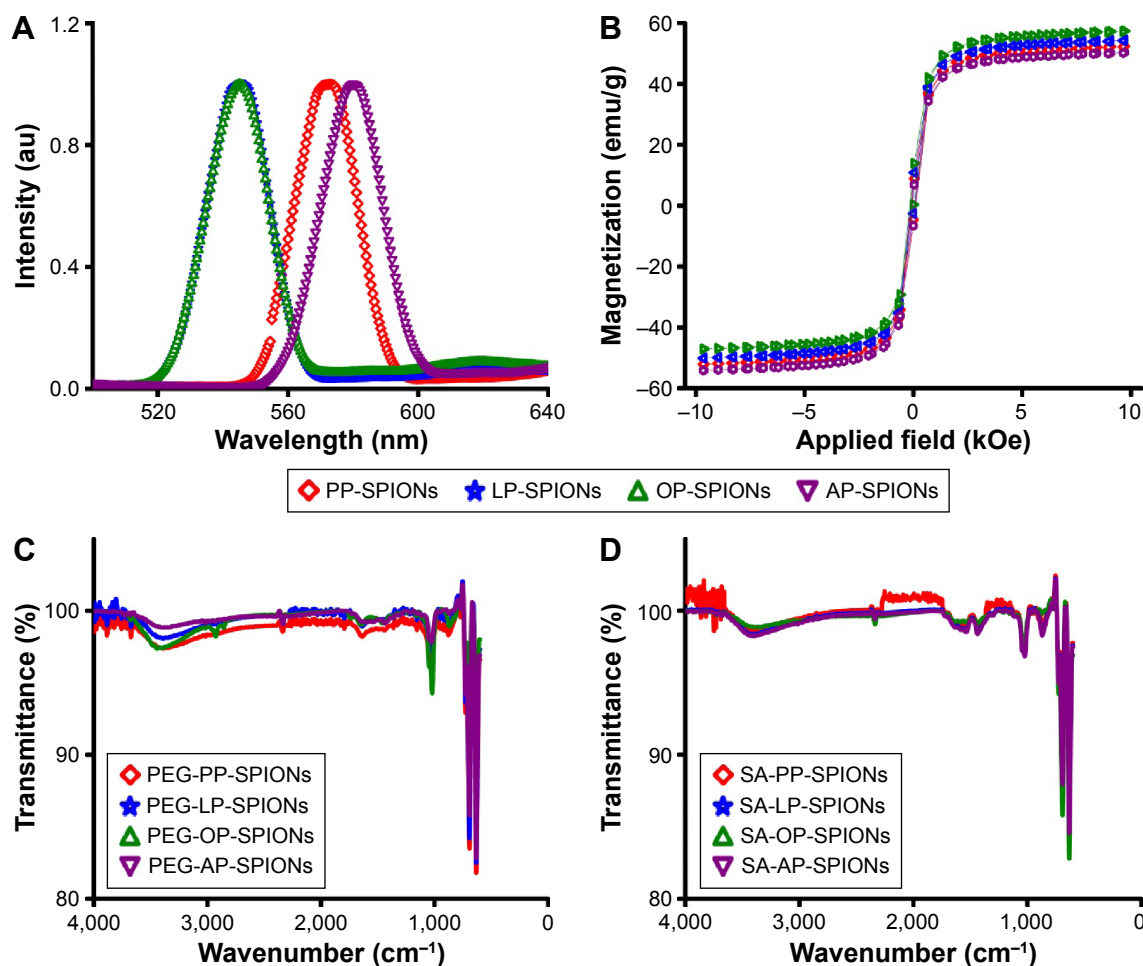 A
Intensity (au)
1.2
0.8
0.4
0.0
520
560
600
640
Wavelength (nm)
B
Magnetization (emu/g)
60
40
20
0
–20
–40
–60
–10
–5
0
5
10
Applied field (kOe)
PP-SPIONs LP-SPIONs OP-SPIONs AP-SPIONs
C
Transmittance (%)
100
90
80
4,000
3,000
2,000
1,000
0
Wavenumber (cm⁻¹)
PEG-PP-SPIONs
PEG-LP-SPIONs
PEG-OP-SPIONs
PEG-AP-SPIONs
D
Transmittance (%)
100
90
80
4,000
3,000
2,000
1,000
0
Wavenumber (cm⁻¹)
SA-PP-SPIONs
SA-LP-SPIONs
SA-OP-SPIONs
SA-AP-SPIONs